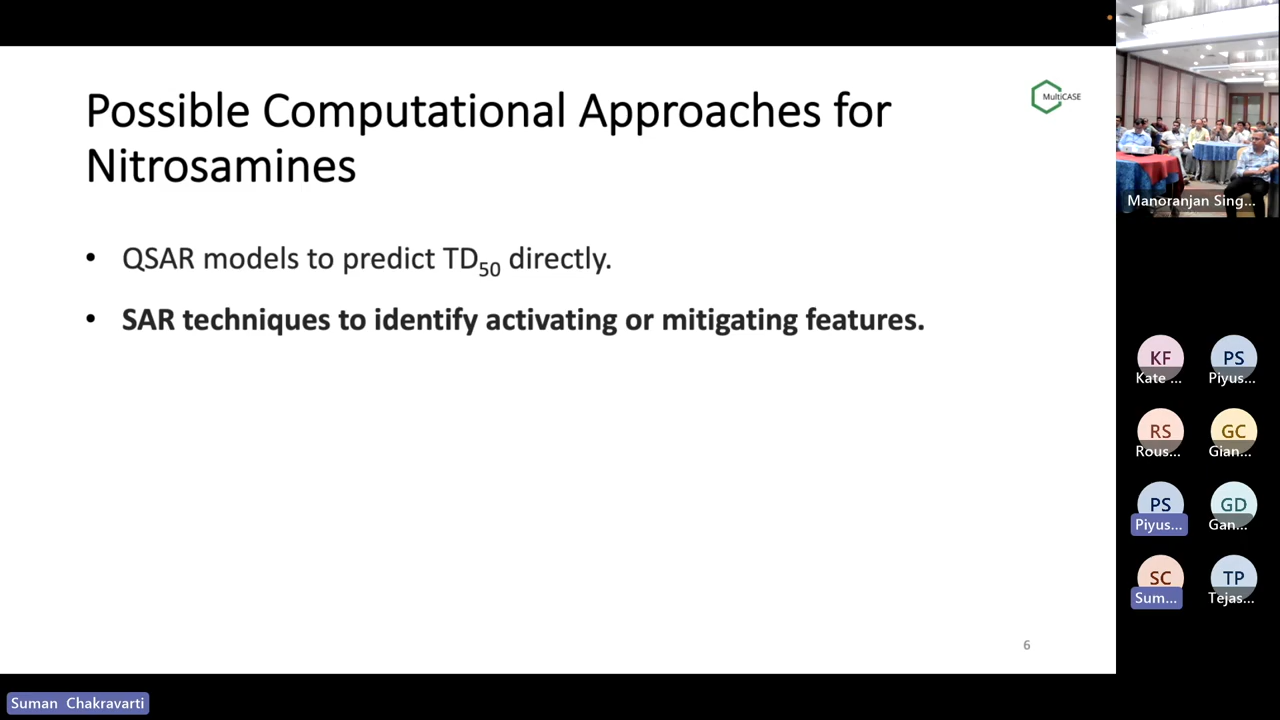 Possible Computational Approaches for
Nitrosamines
MultiCASE
• QSAR models to predict TD50 directly.
• SAR techniques to identify activating or mitigating features.
6
Suman Chakravarti
Manoranjan Sing...
KF
Kate ...
PS
Piyus...
RS
Rous...
GC
Gian...
PS
Piyus...
GD
Gan...
SC
Sum...
TP
Tejas...